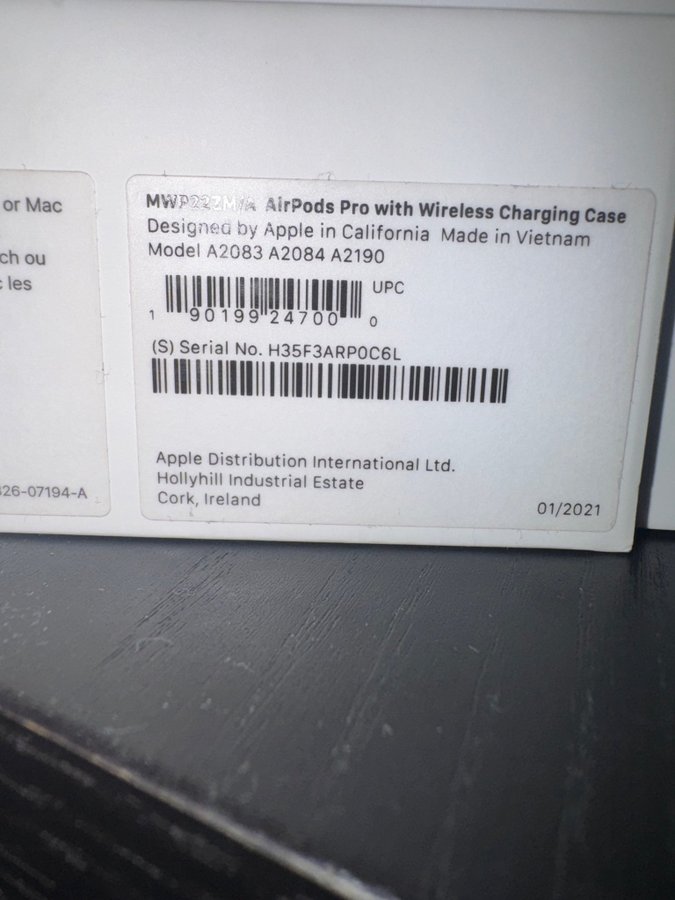 or Mac
ch ou
les
826-07194-A
MWP22ZM/A AirPods Pro with Wireless Charging Case
Designed by Apple in California Made in Vietnam
Model A2083 A2084 A2190
UPC
1 90199 24700 0
(S) Serial No. H35F3ARP0C6L
Apple Distribution International Ltd.
Hollyhill Industrial Estate
Cork, Ireland
01/2021